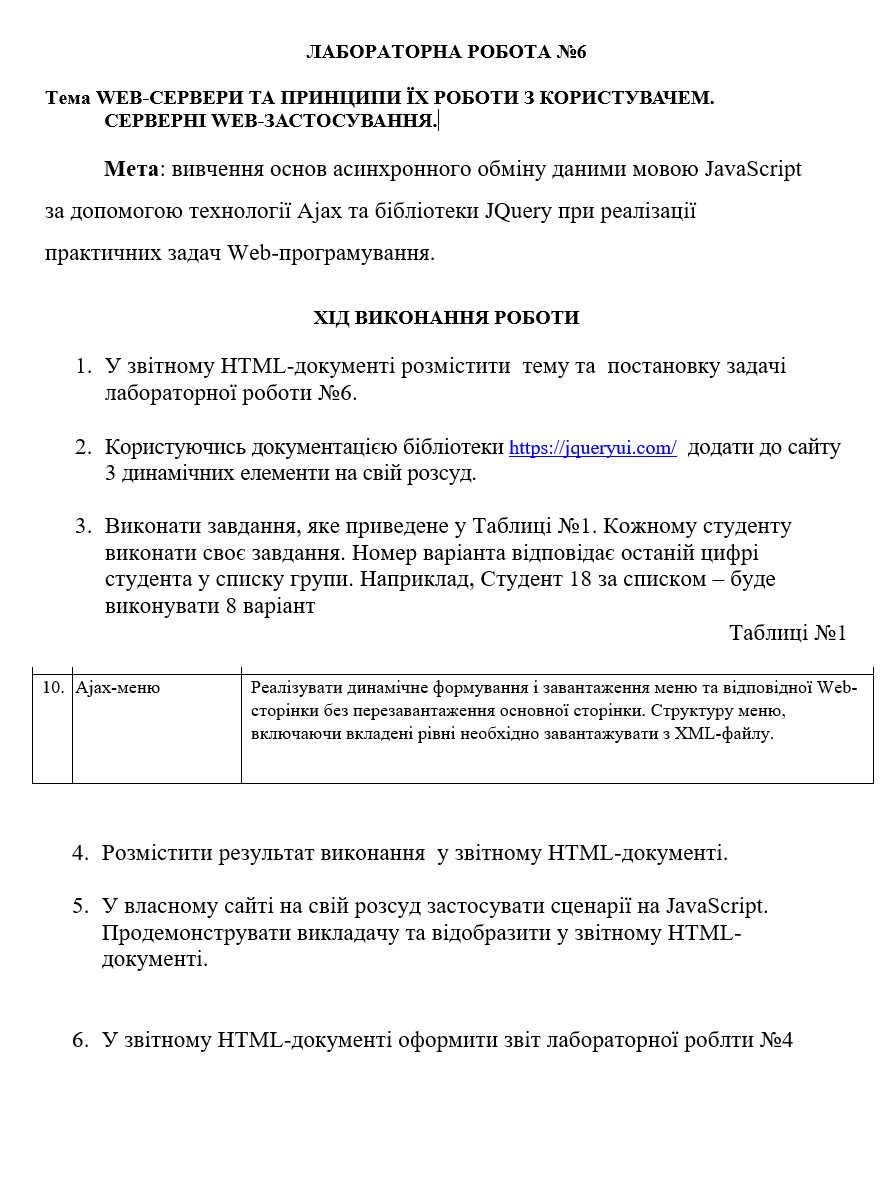 ЛАБОРАТОРНА РОБОТА №6
Тема WEB-СЕРВЕРИ ТА ПРИНЦИПИ ЇХ РОБОТИ З КОРИСТУВАЧЕМ.
СЕРВЕРНІ WEB-ЗАСТОСУВАННЯ.
Мета: вивчення основ асинхронного обміну даними мовою JavaScript
за допомогою технології Ajax та бібліотеки JQuery при реалізації
практичних задач Web-програмування.
ХІД ВИКОНАННЯ РОБОТИ
1. У звітному HTML-документі розмістити тему та постановку задачі
лабораторної роботи №6.
2. Користуючись документацією бібліотеки https://jqueryui.com/ додати до сайту
3 динамічних елементи на свій розсуд.
3. Виконати завдання, яке приведене у Таблиці №1. Кожному студенту
виконати своє завдання. Номер варіанта відповідає останій цифрі
студента у списку групи. Наприклад, Студент 18 за списком – буде
виконувати 8 варіант
Таблиці №1
10. Ajax-меню Реалізувати динамічне формування і завантаження меню та відповідної Web-
сторінки без перезавантаження основної сторінки. Структуру меню,
включаючи вкладені рівні необхідно завантажувати з XML-файлу.
4. Розмістити результат виконання у звітному HTML-документі.
5. У власному сайті на свій розсуд застосувати сценарії на JavaScript.
Продемонструвати викладачу та відобразити у звітному HTML-
документі.
6. У звітному HTML-документі оформити звіт лабораторної роблти №4